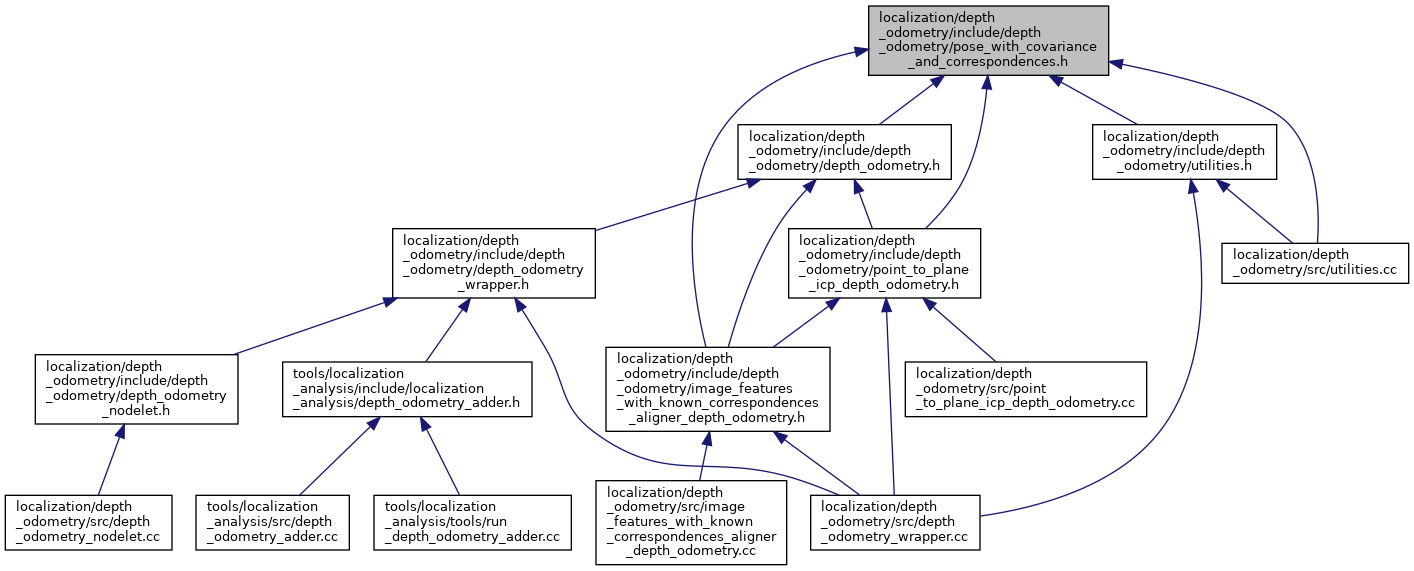 localization/depth
_odometry/include/depth
_odometry/pose_with_covariance
_and_correspondences.h
localization/depth
_odometry/include/depth
_odometry/depth_odometry.h
localization/depth
_odometry/include/depth
_odometry/utilities.h
localization/depth
_odometry/include/depth
_odometry/depth_odometry
_wrapper.h
localization/depth
_odometry/include/depth
_odometry/point_to_plane
_icp_depth_odometry.h
localization/depth
_odometry/src/utilities.cc
localization/depth
_odometry/include/depth
_odometry/depth_odometry
_nodelet.h
tools/localization
_analysis/include/localization
_analysis/depth_odometry_adder.h
localization/depth
_odometry/include/depth
_odometry/image_features
_with_known_correspondences
_aligner_depth_odometry.h
localization/depth
_odometry/src/point
_to_plane_icp_depth_odometry.cc
localization/depth
_odometry/src/depth
_odometry_nodelet.cc
tools/localization
_analysis/src/depth
_odometry_adder.cc
tools/localization
_analysis/tools/run
_depth_odometry_adder.cc
localization/depth
_odometry/src/image
_features_with_known
_correspondences_aligner
_depth_odometry.cc
localization/depth
_odometry/src/depth
_odometry_wrapper.cc